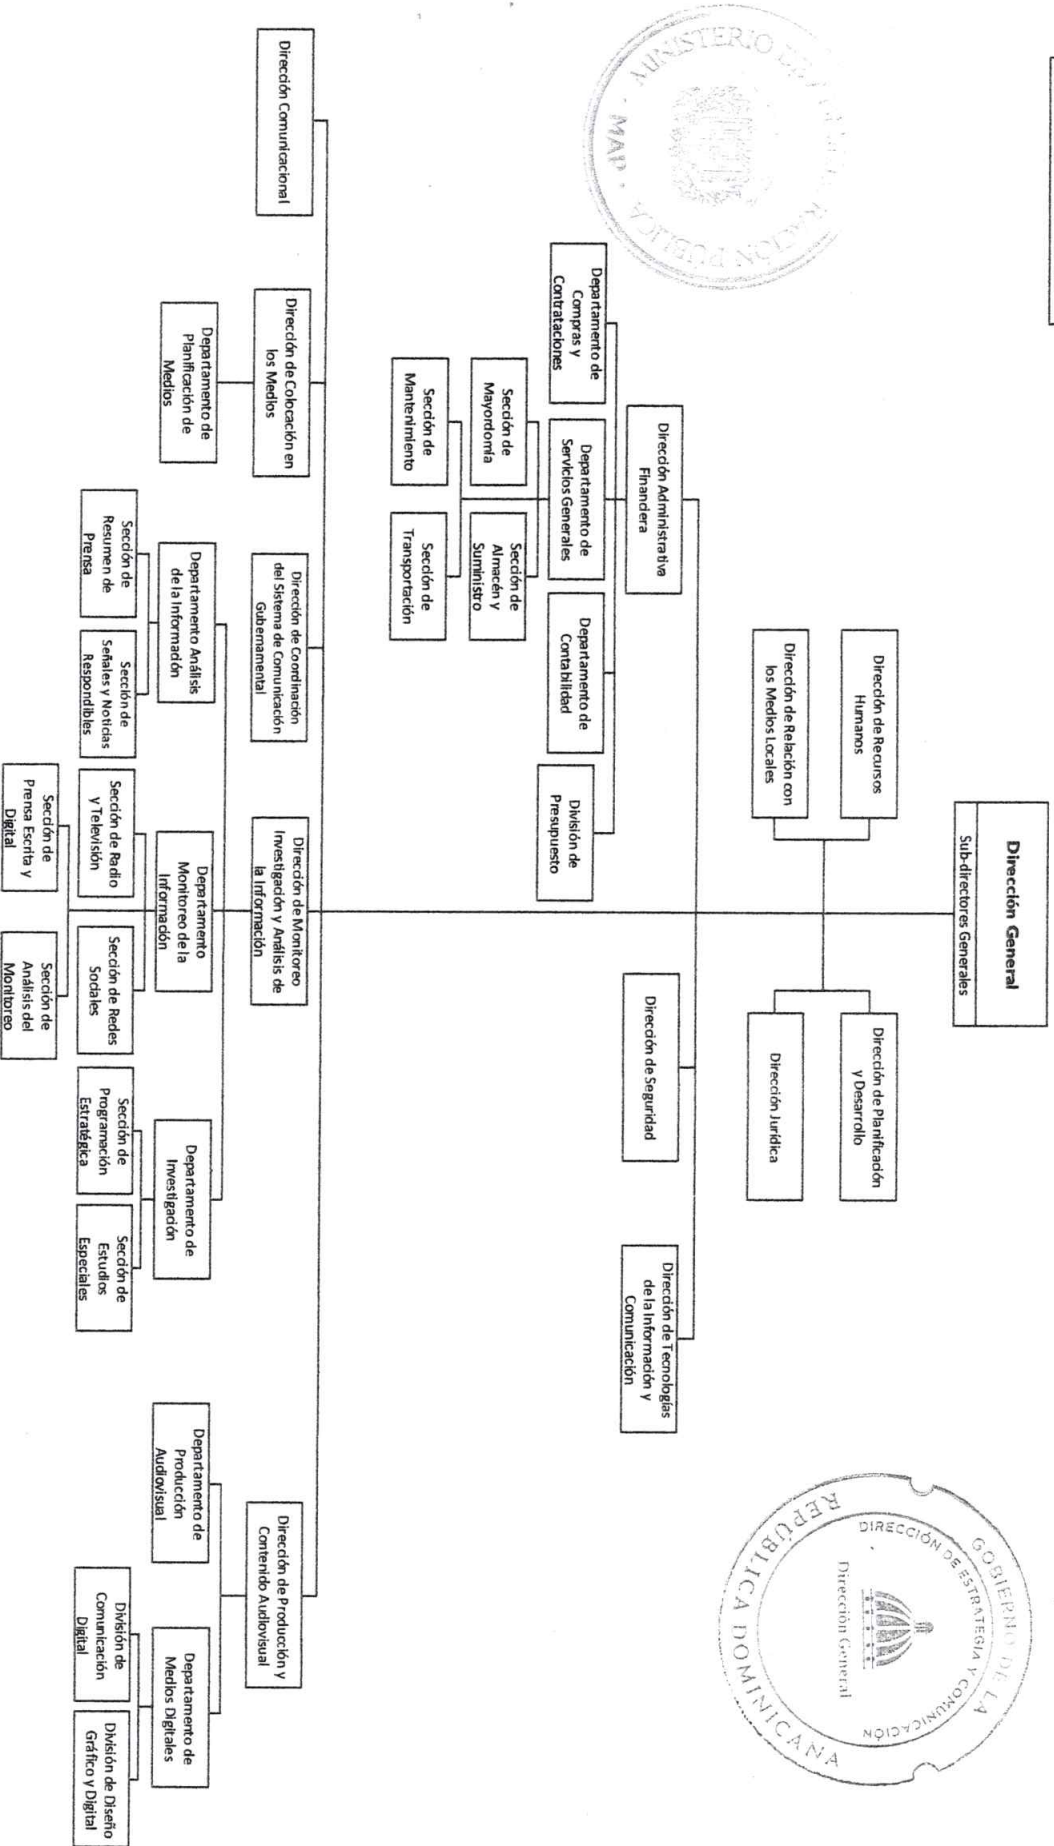 Dirección General
Sub-directores Generales
Dirección de Recursos
Humanos
Dirección de Planificación
y Desarrollo
Dirección de Relación con
los Medios Locales
Dirección Jurídica
Dirección Administrativa
Financiera
Dirección de Seguridad
Dirección de Tecnologías
de la Información y
Comunicación
Departamento de
Compras y
Contrataciones
Departamento de
Servicios Generales
Departamento de
Contabilidad
División de
Presupuesto
Sección de
Mayordomía
Sección de
Almacén y
Suministro
Sección de
Mantenimiento
Sección de
Transportación
Dirección Comunicacional
Dirección de Colocación en
los Medios
Dirección de Coordinación
del Sistema de Comunicación
Gubernamental
Dirección de Monitoreo
Investigación y Análisis de
la Información
Dirección de Producción y
Contenido Audiovisual
Departamento de
Planificación de
Medios
Departamento Análisis
de la Información
Departamento
Monitoreo de la
Información
Departamento de
Investigación
Departamento de
Producción
Audiovisual
Departamento de
Medios Digitales
Sección de
Resumen de
Prensa
Sección de
Señales y Noticias
Respondibles
Sección de Radio
y Televisión
Sección de Redes
Sociales
Sección de
Programación
Estratégica
Sección de
Estudios
Especiales
División de
Comunicación
Digital
División de Diseño
Gráfico y Digital
Sección de
Prensa Escrita y
Digital
Sección de
Análisis del
Monitoreo
MINISTERIO DE
PÚBLICA
MAP
GOBIERNO DE LA
REPÚBLICA DOMINICANA
DIRECCIÓN DE ESTRATEGIA Y COMUNICACIÓN
Dirección General